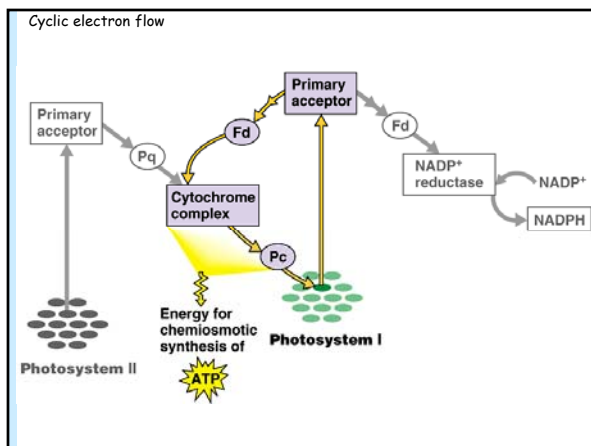 Cyclic electron flow
Primary
acceptor
Primary
acceptor
Fd
Fd
Pq
NADP⁺
reductase
NADP⁺
NADPH
Cytochrome
complex
Pc
Energy for
chemiosmotic
synthesis of
ATP
Photosystem I
Photosystem II